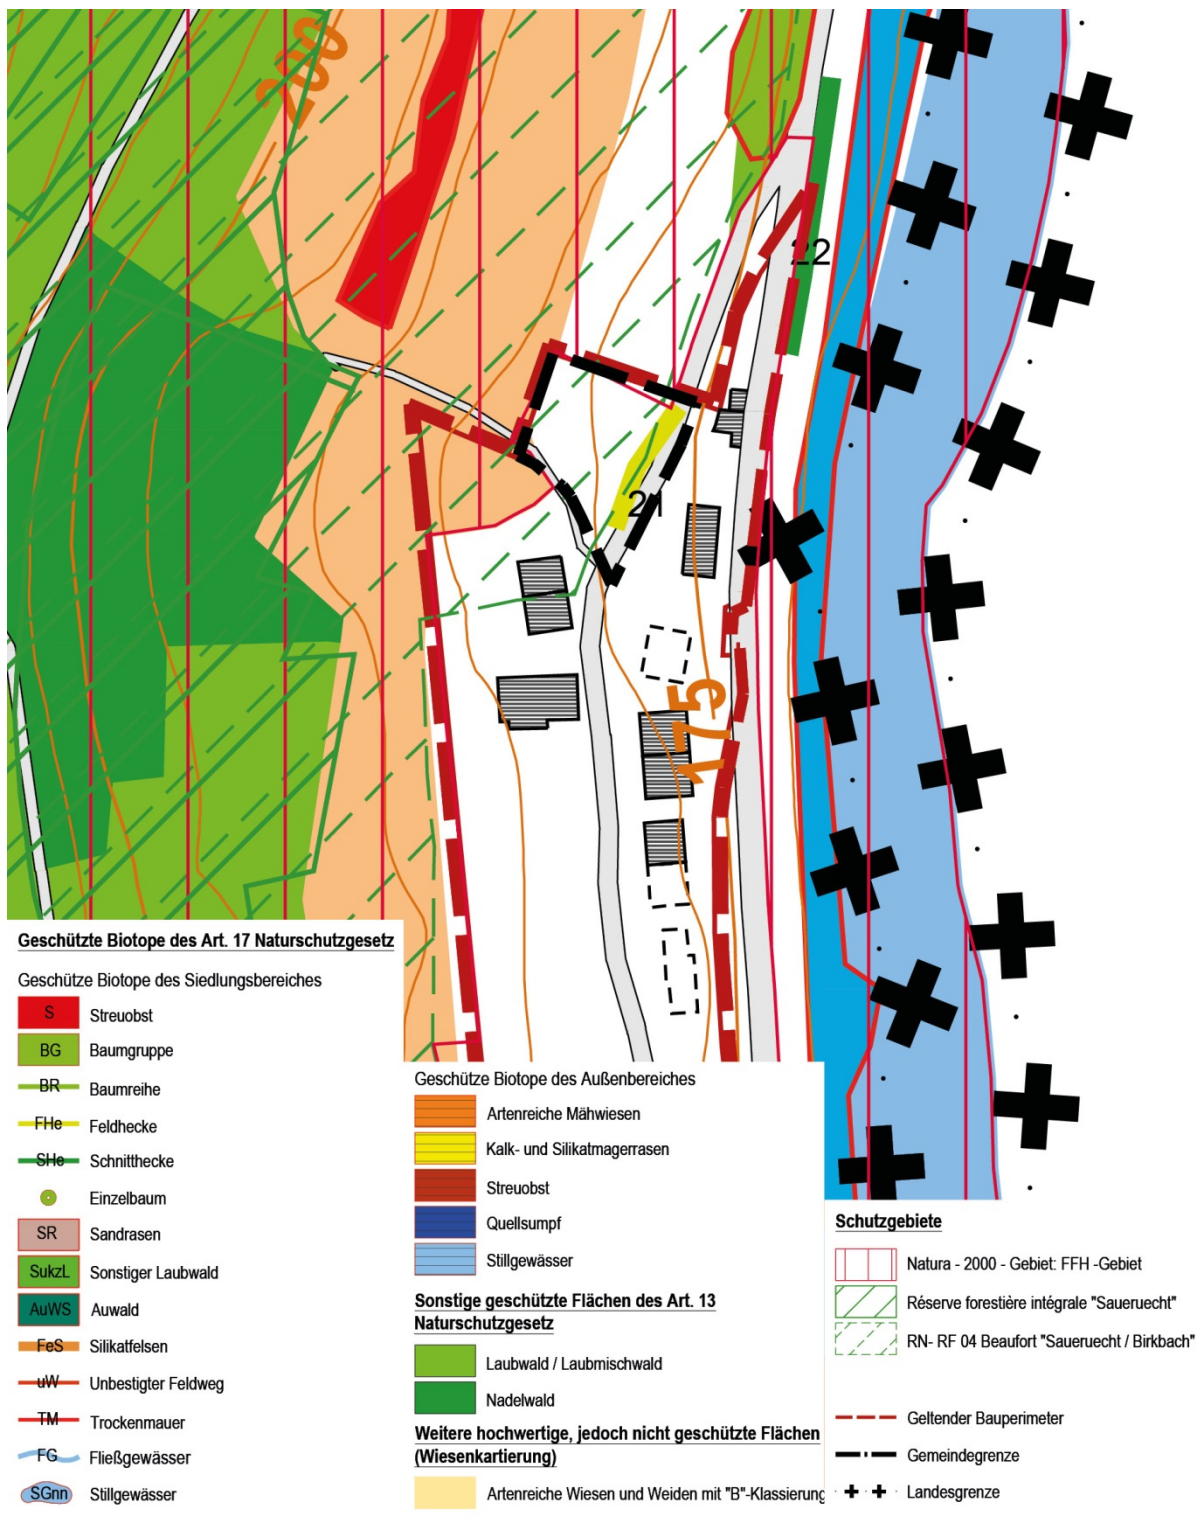 200
22
21
175
Geschützte Biotope des Art. 17 Naturschutzgesetz
Geschütze Biotope des Siedlungsbereiches
S Streuobst
BG Baumgruppe
BR Baumreihe
FHe Feldhecke
SHe Schnitthecke
Einzelbaum
SR Sandrasen
SukzL Sonstiger Laubwald
AuWS Auwald
FeS Silikatfelsen
uW Unbestigter Feldweg
TM Trockenmauer
FG Fließgewässer
SGnn Stillgewässer
Geschütze Biotope des Außenbereiches
Artenreiche Mähwiesen
Kalk- und Silikatmagerrasen
Streuobst
Quellsumpf
Stillgewässer
Sonstige geschützte Flächen des Art. 13
Naturschutzgesetz
Laubwald / Laubmischwald
Nadelwald
Weitere hochwertige, jedoch nicht geschützte Flächen
(Wiesenkartierung)
Artenreiche Wiesen und Weiden mit "B"-Klassierung
Schutzgebiete
Natura - 2000 - Gebiet: FFH -Gebiet
Réserve forestière intégrale "Saueruecht"
RN- RF 04 Beaufort "Saueruecht / Birkbach"
Geltender Bauperimeter
Gemeindegrenze
Landesgrenze